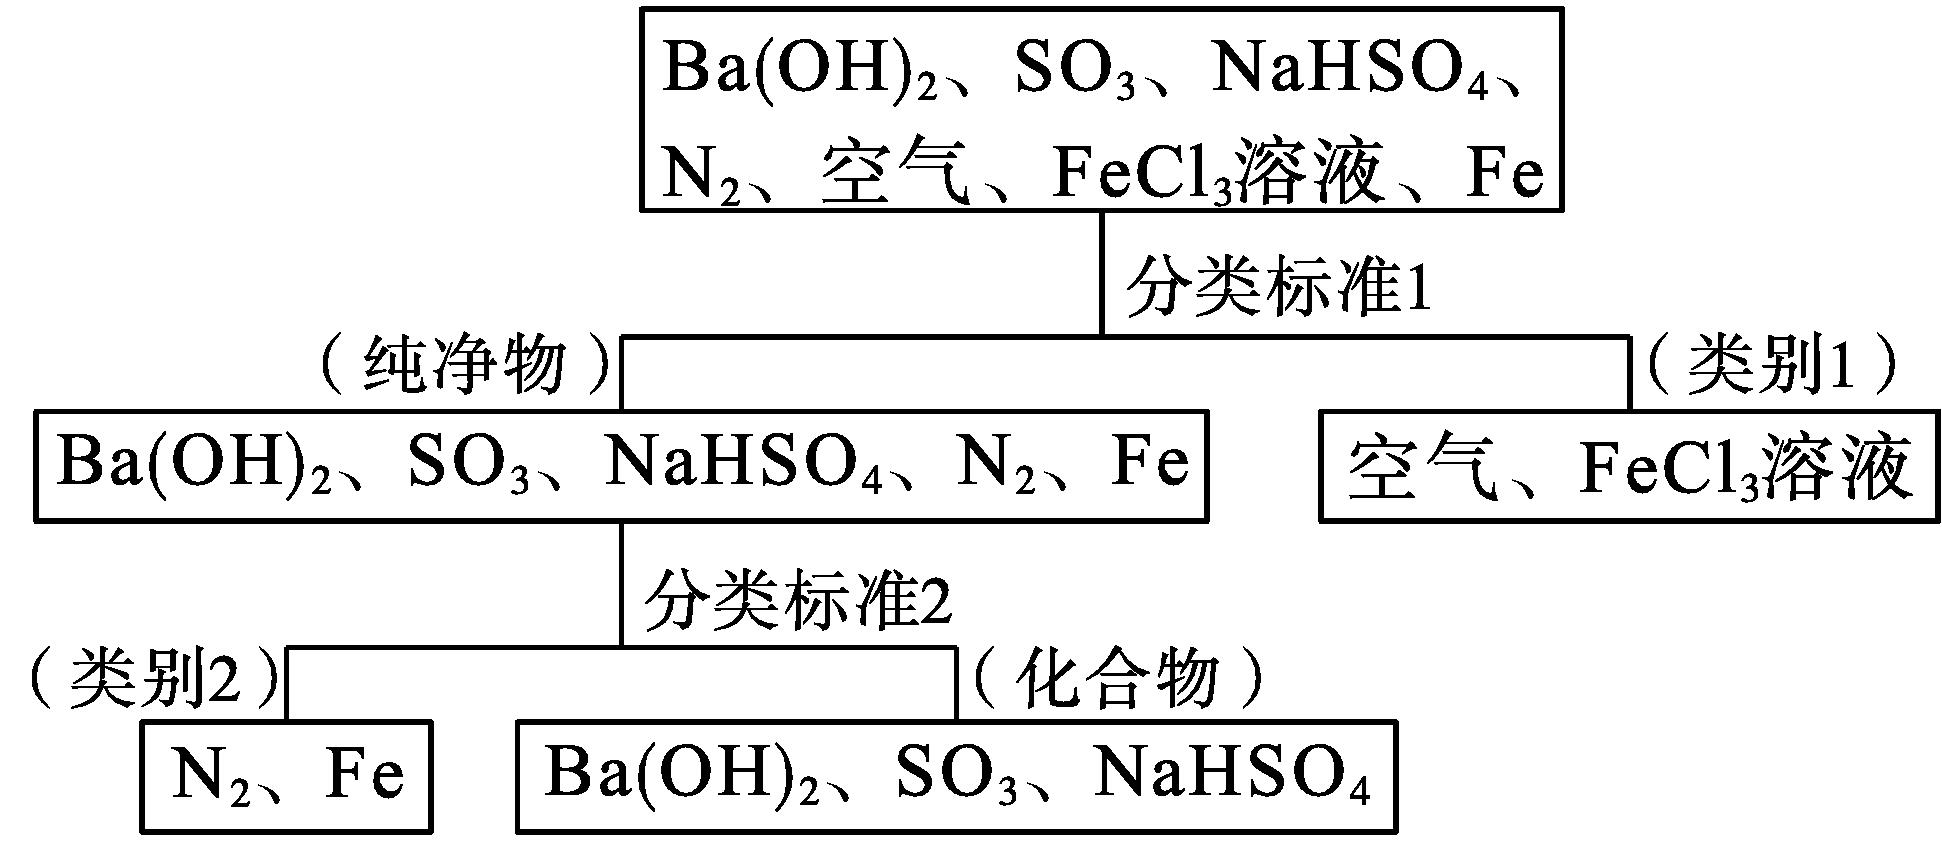 Ba(OH)₂、SO₃、NaHSO₄、
N₂、空气、FeCl₃溶液、Fe
分类标准1
（纯净物）
（类别1）
Ba(OH)₂、SO₃、NaHSO₄、N₂、Fe
空气、FeCl₃溶液
分类标准2
（类别2）
（化合物）
N₂、Fe
Ba(OH)₂、SO₃、NaHSO₄